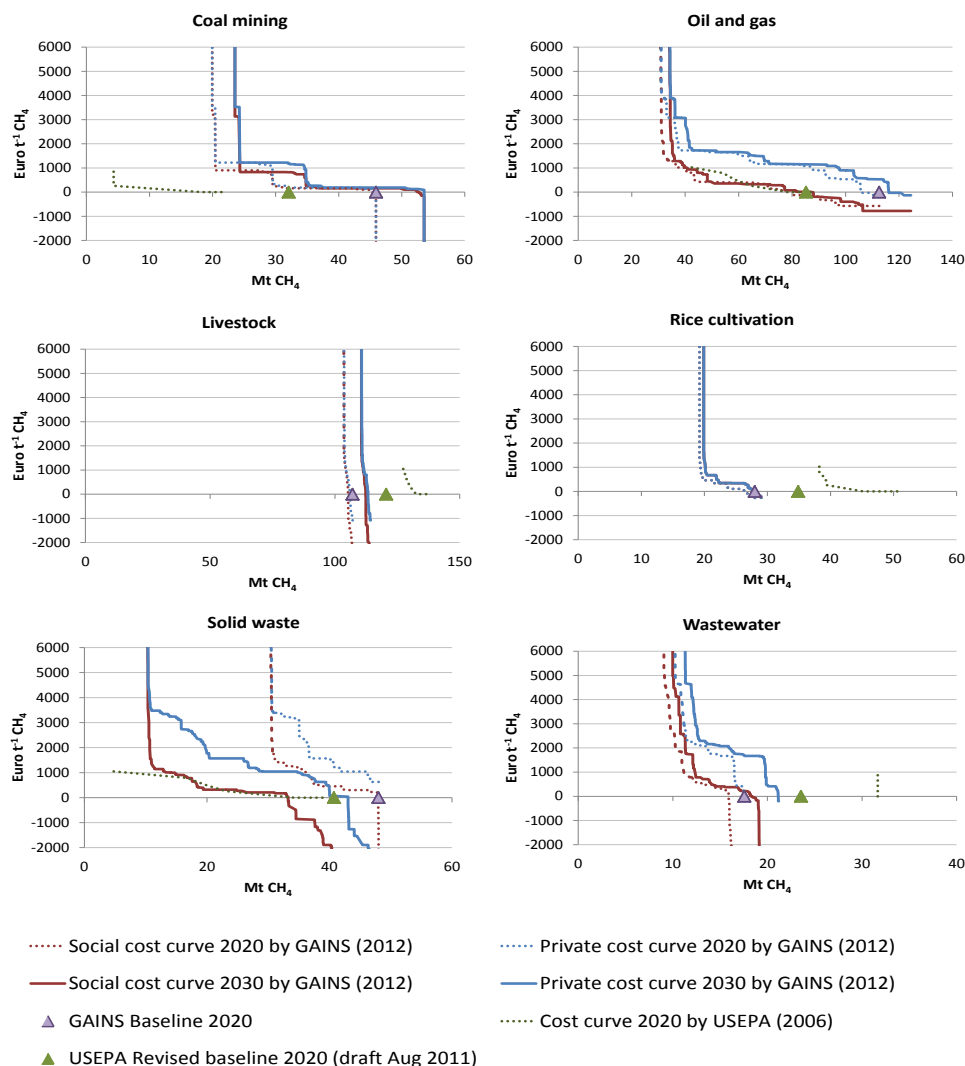 Coal mining
6000
5000
4000
3000
2000
1000
0
-1000
-2000
Euro t⁻¹ CH₄
0 10 20 30 40 50 60
Mt CH₄
Oil and gas
6000
5000
4000
3000
2000
1000
0
-1000
-2000
Euro t⁻¹ CH₄
0 20 40 60 80 100 120 140
Mt CH₄
Livestock
6000
5000
4000
3000
2000
1000
0
-1000
-2000
Euro t⁻¹ CH₄
0 50 100 150
Mt CH₄
Rice cultivation
6000
5000
4000
3000
2000
1000
0
-1000
-2000
Euro t⁻¹ CH₄
0 10 20 30 40 50 60
Mt CH₄
Solid waste
6000
5000
4000
3000
2000
1000
0
-1000
-2000
Euro t⁻¹ CH₄
0 20 40 60
Mt CH₄
Wastewater
6000
5000
4000
3000
2000
1000
0
-1000
-2000
Euro t⁻¹ CH₄
0 10 20 30 40
Mt CH₄
Social cost curve 2020 by GAINS (2012)
Private cost curve 2020 by GAINS (2012)
Social cost curve 2030 by GAINS (2012)
Private cost curve 2030 by GAINS (2012)
GAINS Baseline 2020
Cost curve 2020 by USEPA (2006)
USEPA Revised baseline 2020 (draft Aug 2011)